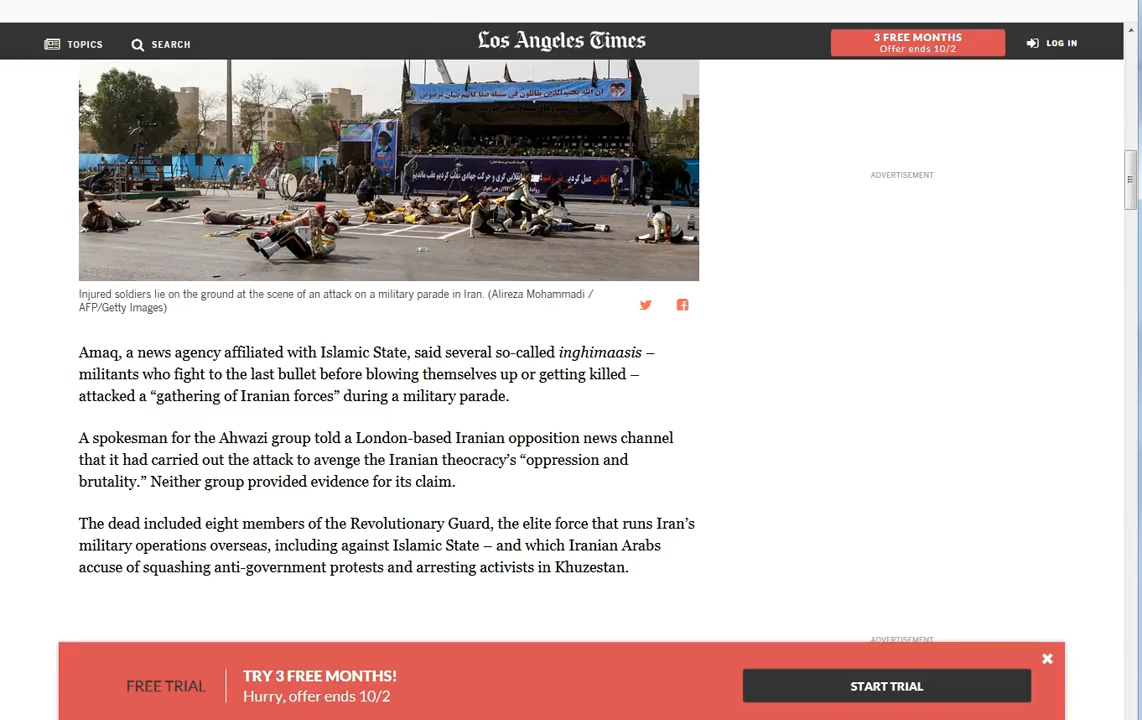 TOPICS
SEARCH
Los Angeles Times
3 FREE MONTHS
Offer ends 10/2
LOG IN
ADVERTISEMENT
Injured soldiers lie on the ground at the scene of an attack on a military parade in Iran. (Alireza Mohammadi /
AFP/Getty Images)
Amaq, a news agency affiliated with Islamic State, said several so-called inghimaasis –
militants who fight to the last bullet before blowing themselves up or getting killed –
attacked a “gathering of Iranian forces” during a military parade.
A spokesman for the Ahwazi group told a London-based Iranian opposition news channel
that it had carried out the attack to avenge the Iranian theocracy’s “oppression and
brutality.” Neither group provided evidence for its claim.
The dead included eight members of the Revolutionary Guard, the elite force that runs Iran’s
military operations overseas, including against Islamic State – and which Iranian Arabs
accuse of squashing anti-government protests and arresting activists in Khuzestan.
ADVERTISEMENT
FREE TRIAL
TRY 3 FREE MONTHS!
Hurry, offer ends 10/2
START TRIAL